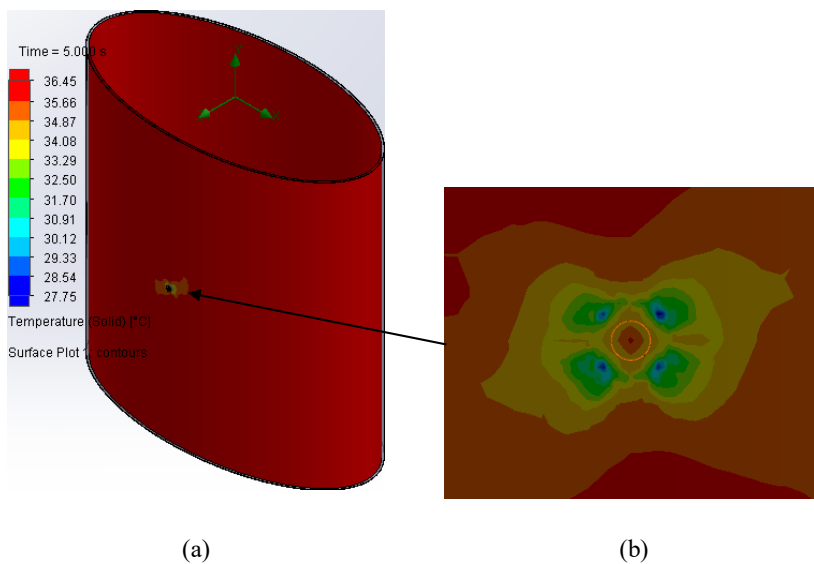 Time = 5.000 s
Y
36.45
35.66
34.87
34.08
33.29
32.50
31.70
30.91
30.12
29.33
28.54
27.75
Temperature (Solid) [°C]
Surface Plot 1: contours
(a)
(b)